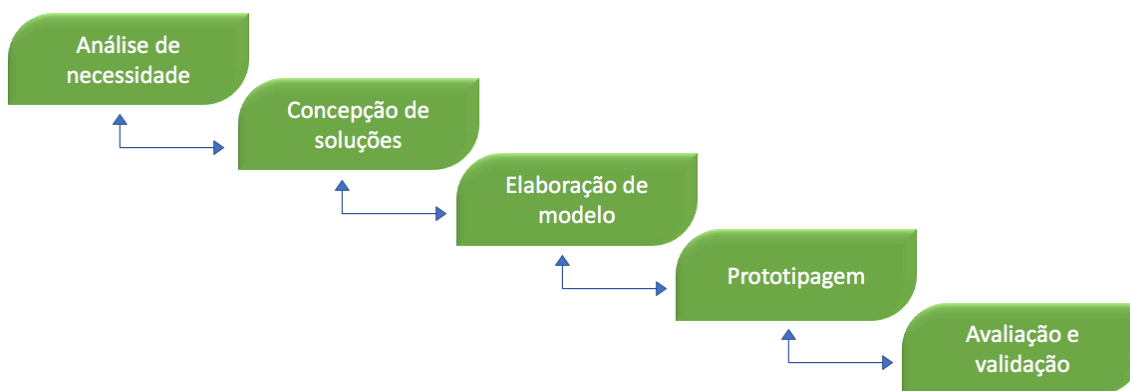 Análise de
necessidade
Concepção de
soluções
Elaboração de
modelo
Prototipagem
Avaliação e
validação